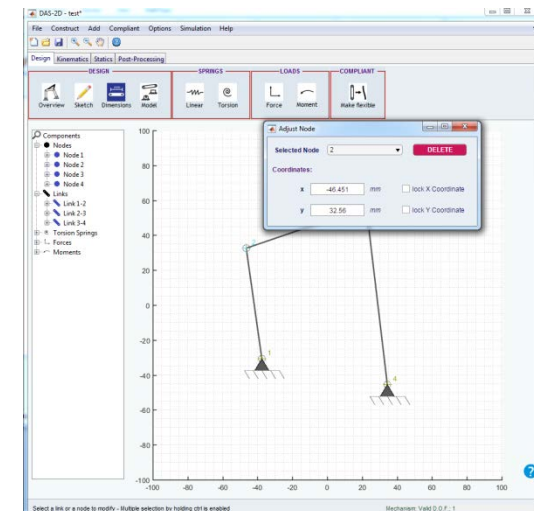 DAS-2D - test*
File Construct Add Compliant Options Simulation Help
Design Kinematics Statics Post-Processing
DESIGN SPRINGS LOADS COMPLIANT
Overview Sketch Dimensions Model Linear Torsion Force Moment Make flexible
Components
Nodes
Node 1
Node 2
Node 3
Node 4
Links
Link 1-2
Link 2-3
Link 3-4
Torsion Springs
Forces
Moments
Adjust Node
Selected Node 2 DELETE
Coordinates:
x -46.451 mm lock X Coordinate
y 32.56 mm lock Y Coordinate
100
80
60
40
20
0
-20
-40
-60
-80
-100
1
4
-100 -80 -60 -40 -20 0 20 40 60 80 100
Select a link or a node to modify - Multiple selection by holding ctrl is enabled
Mechanism: Valid D.O.F.: 1